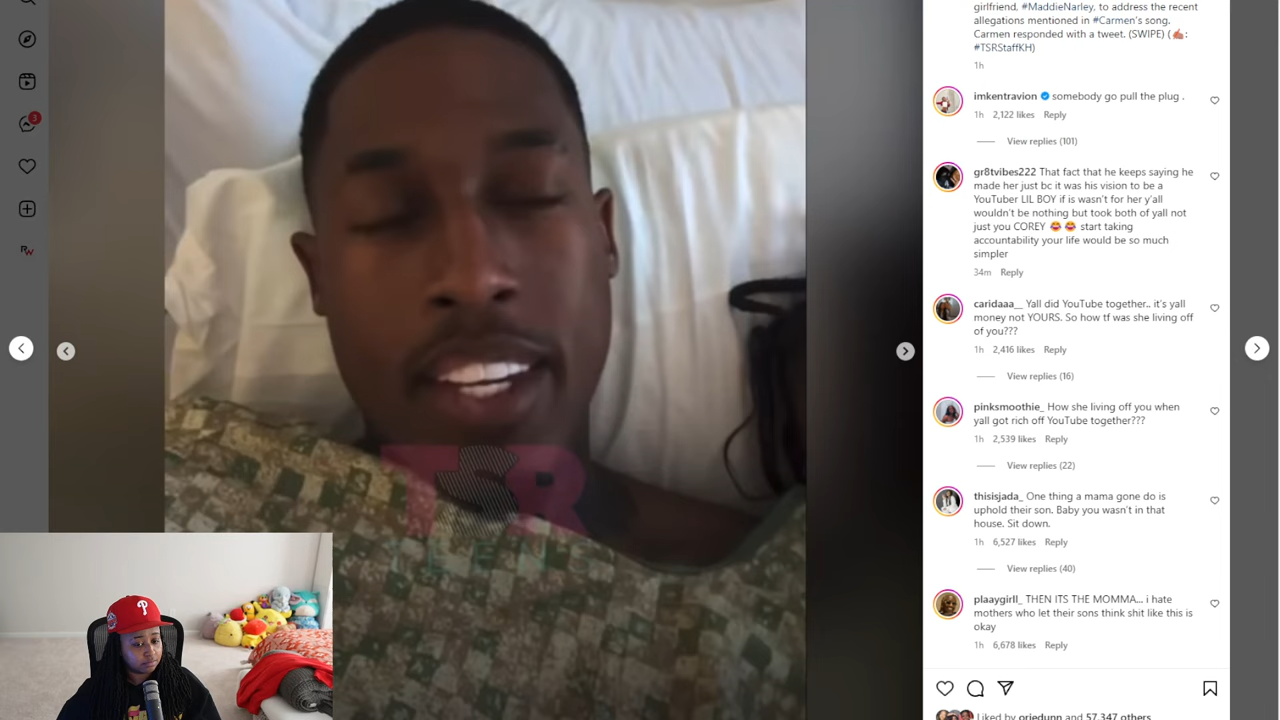 girlfriend, #MaddieNarley, to address the recent
allegations mentioned in #Carmen's song.
Carmen responded with a tweet. (SWIPE) (✍🏽:
#TSRStaffKH)
1h
imkentravion somebody go pull the plug .
1h 2,122 likes Reply
View replies (101)
gr8tvibes222 That fact that he keeps saying he
made her just bc it was his vision to be a
YouTuber LIL BOY if is wasn't for her y'all
wouldn't be nothing but took both of yall not
just you COREY 😂 😂 start taking
accountability your life would be so much
simpler
34m Reply
caridaaa__ Yall did YouTube together.. it's yall
money not YOURS. So how tf was she living off
of you???
1h 2,416 likes Reply
View replies (16)
pinksmoothie_ How she living off you when
yall got rich off YouTube together???
1h 2,539 likes Reply
View replies (22)
thisisjada_ One thing a mama gone do is
uphold their son. Baby you wasn't in that
house. Sit down.
1h 6,527 likes Reply
View replies (40)
plaaygirll_ THEN ITS THE MOMMA... i hate
mothers who let their sons think shit like this is
okay
1h 6,678 likes Reply
Liked by oriedunn and 57,347 others
3
RW
TSR
TEENS
P